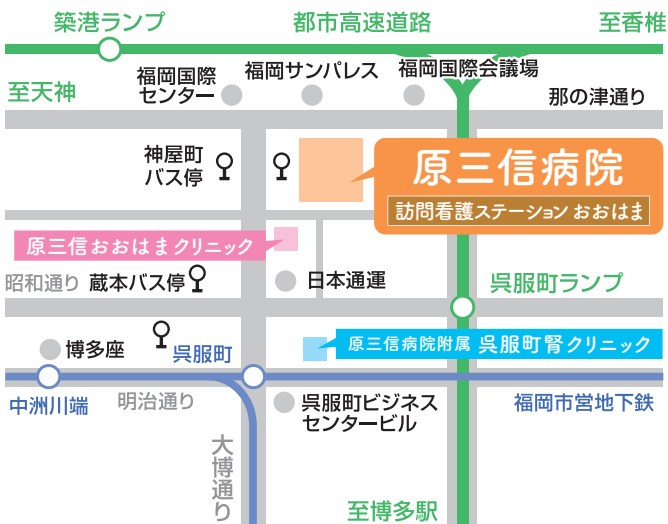 築港ランプ
都市高速道路
至香椎
至天神
福岡国際
センター
福岡サンパレス
福岡国際会議場
那の津通り
神屋町
バス停
原三信病院
訪問看護ステーション おおはま
原三信おおはまクリニック
昭和通り
蔵本バス停
日本通運
呉服町ランプ
博多座
呉服町
原三信病院附属 呉服町腎クリニック
中洲川端
明治通り
呉服町ビジネス
センタービル
福岡市営地下鉄
大博通り
至博多駅